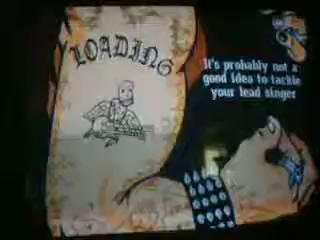 LOADING
It's probably not a
good idea to tackle
your lead singer